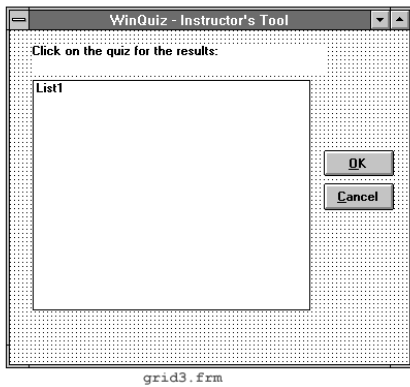 WinQuiz - Instructor's Tool
Click on the quiz for the results:
List1
OK
Cancel
grid3.frm